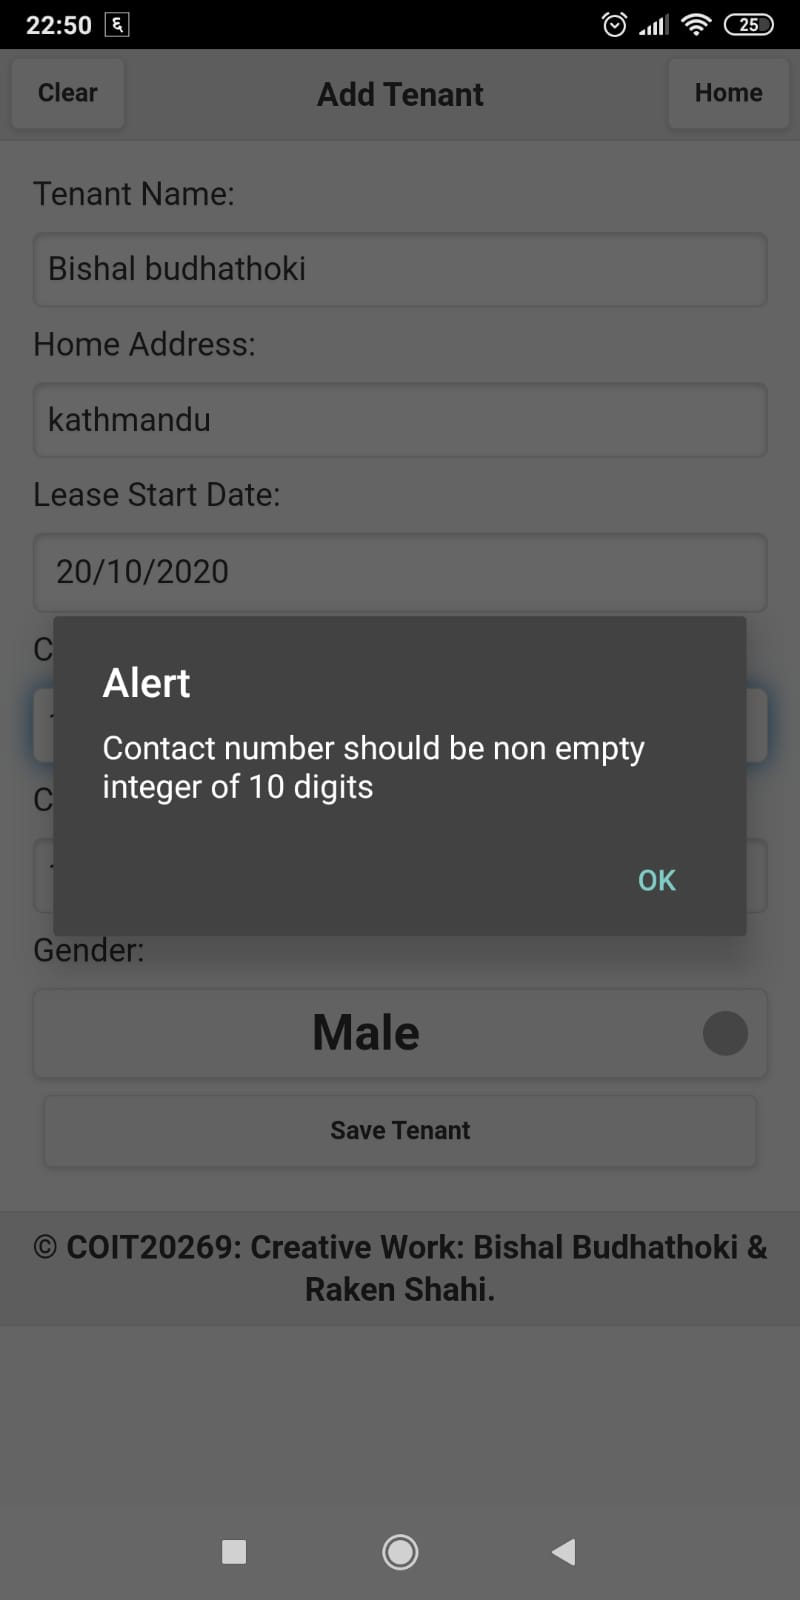 22:50 ६
25
Clear
Add Tenant
Home
Tenant Name:
Bishal budhathoki
Home Address:
kathmandu
Lease Start Date:
20/10/2020
C
Alert
Contact number should be non empty
integer of 10 digits
C
OK
Gender:
Male
Save Tenant
© COIT20269: Creative Work: Bishal Budhathoki &
Raken Shahi.